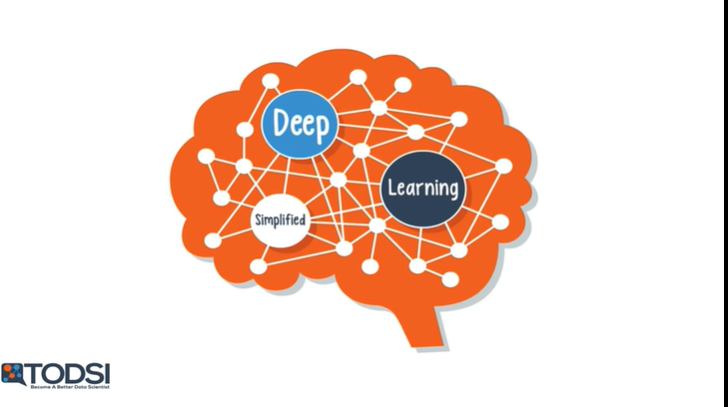 Deep
Learning
Simplified
TODSI
Become A Better Data Scientist